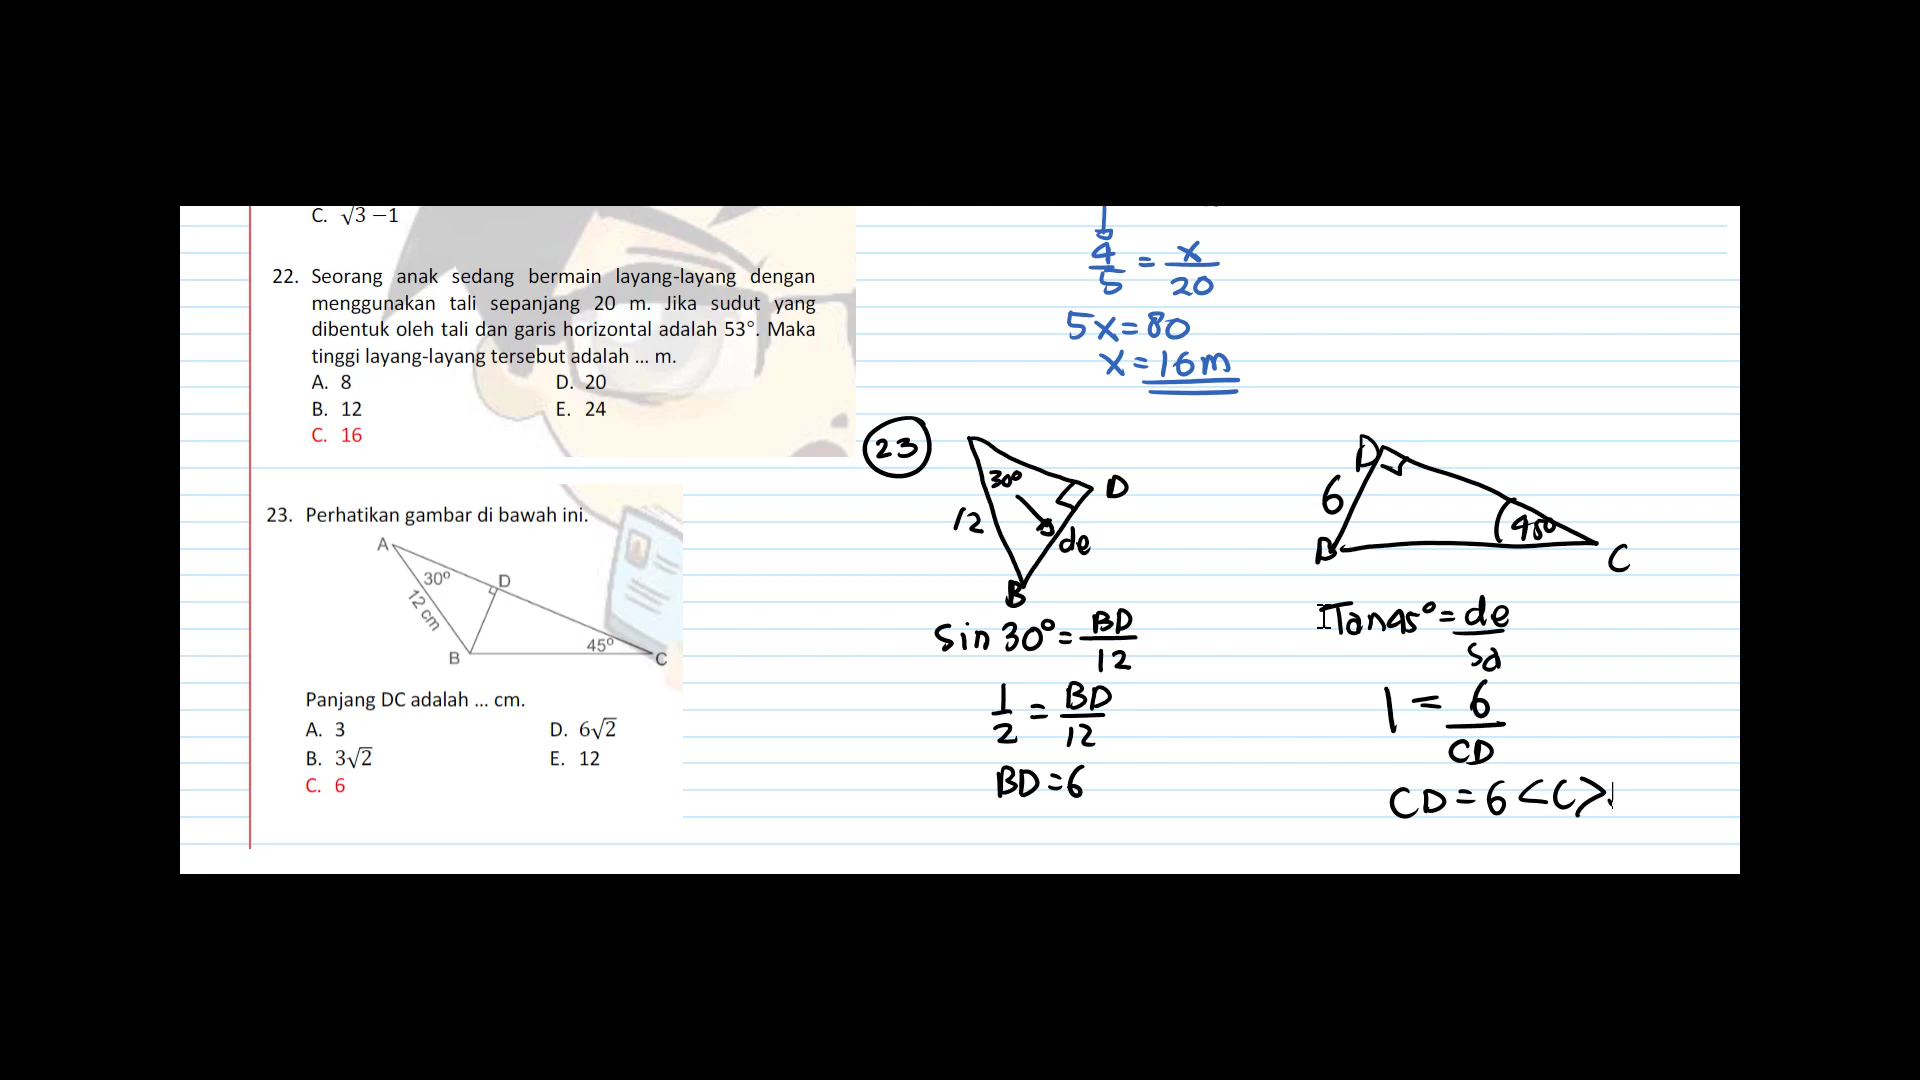 C. √3 −1
22. Seorang anak sedang bermain layang-layang dengan
menggunakan tali sepanjang 20 m. Jika sudut yang
dibentuk oleh tali dan garis horizontal adalah 53°. Maka
tinggi layang-layang tersebut adalah ... m.
A. 8 D. 20
B. 12 E. 24
C. 16
23. Perhatikan gambar di bawah ini.
A
30⁰
D
12 cm
45⁰
B
C
Panjang DC adalah ... cm.
A. 3 D. 6√2
B. 3√2 E. 12
C. 6
4/5 = x/20
5x = 80
x = 16 m
23
30°
D
12
de
B
sin 30° = BD/12
1/2 = BD/12
BD = 6
D
6
45°
B
C
Tan 45° = de/sa
1 = 6/CD
CD = 6 <C>